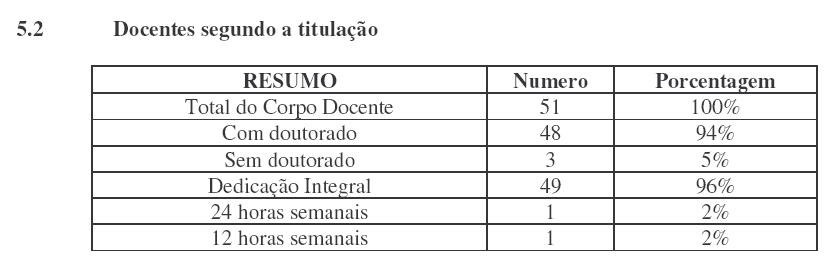 5.2 Docentes segundo a titulação
RESUMO Numero Porcentagem
Total do Corpo Docente 51 100%
Com doutorado 48 94%
Sem doutorado 3 5%
Dedicação Integral 49 96%
24 horas semanais 1 2%
12 horas semanais 1 2%